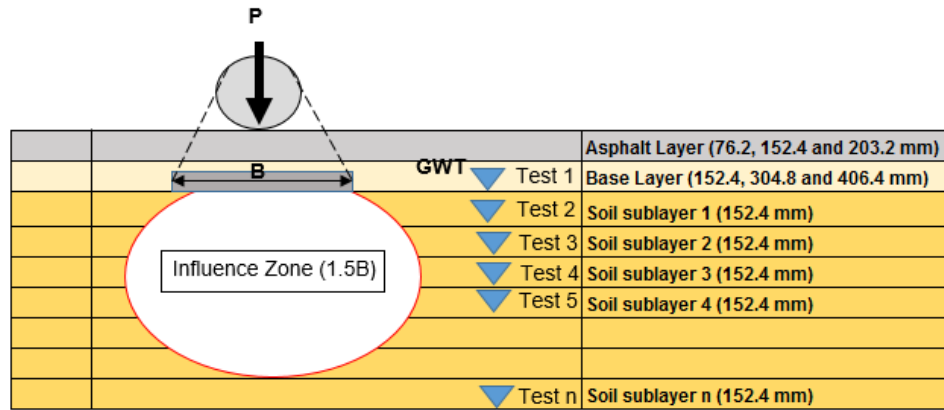 P
Asphalt Layer (76.2, 152.4 and 203.2 mm)
B
GWT
Test 1
Base Layer (152.4, 304.8 and 406.4 mm)
Test 2
Soil sublayer 1 (152.4 mm)
Test 3
Soil sublayer 2 (152.4 mm)
Influence Zone (1.5B)
Test 4
Soil sublayer 3 (152.4 mm)
Test 5
Soil sublayer 4 (152.4 mm)
Test n
Soil sublayer n (152.4 mm)